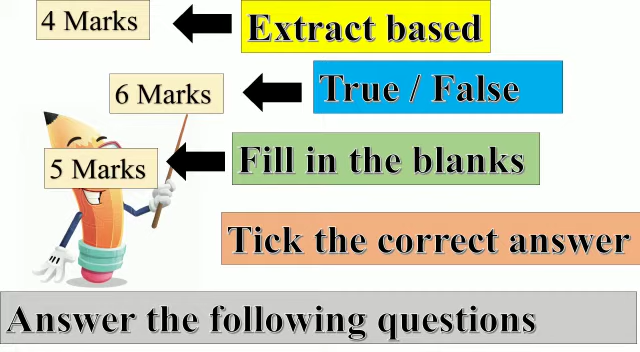 4 Marks Extract based
6 Marks True / False
5 Marks Fill in the blanks
Tick the correct answer
Answer the following questions